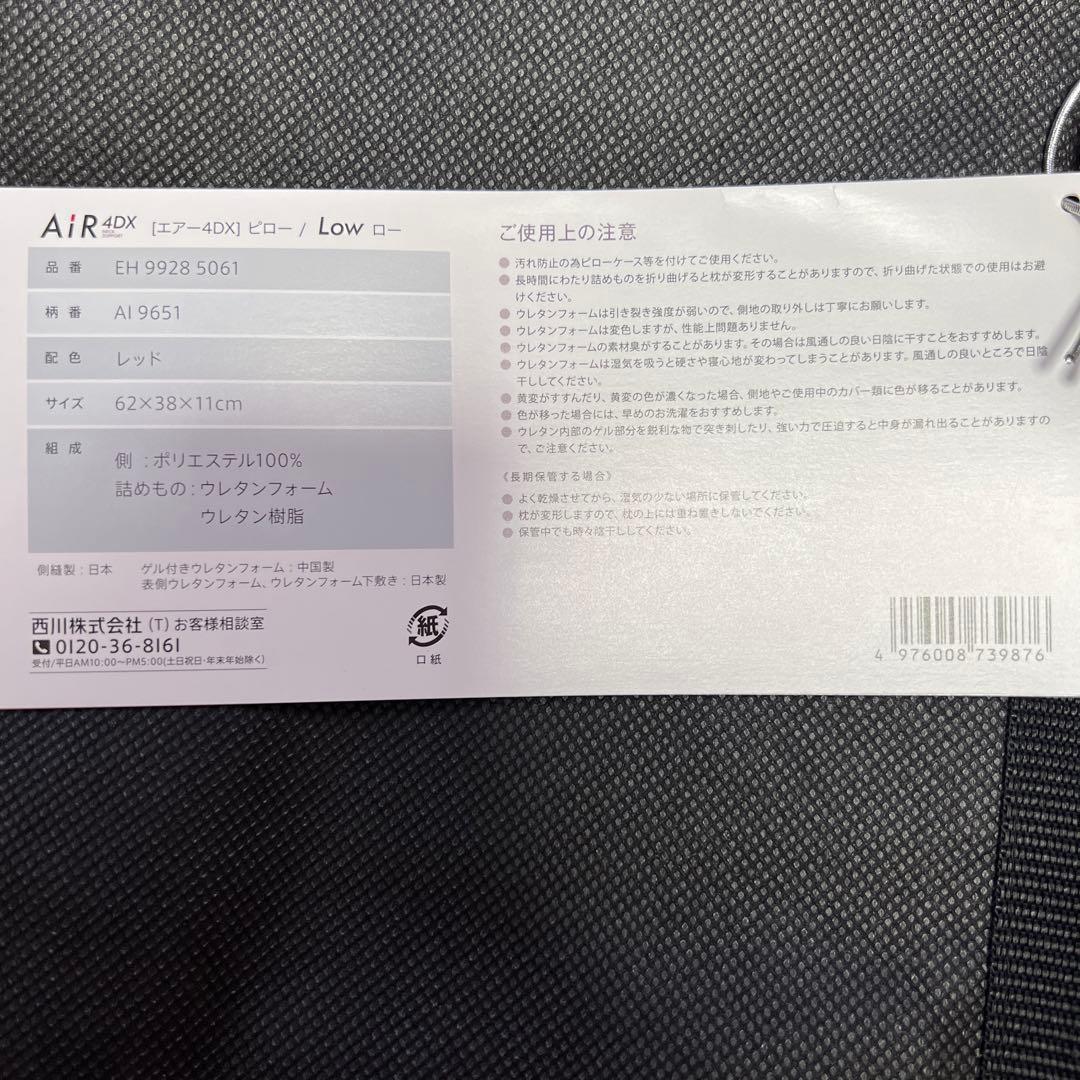 AiR 4DX [エアー4DX] ピロー / Low ロー
品番 EH 9928 5061
柄番 AI 9651
配色 レッド
サイズ 62×38×11cm
組成
側 : ポリエステル100%
詰めもの : ウレタンフォーム
ウレタン樹脂
側縫製 : 日本 ゲル付きウレタンフォーム : 中国製
表側ウレタンフォーム、ウレタンフォーム下敷き : 日本製
西川株式会社 (T) お客様相談室
0120-36-8161
受付/平日AM10:00~PM5:00(土日祝日・年末年始除く)
紙
口紙
ご使用上の注意
● 汚れ防止の為ピローケース等を付けてご使用ください。
● 長時間にわたり詰めものを折り曲げると枕が変形することがありますので、折り曲げた状態での使用はお避
けください。
● ウレタンフォームは引き裂き強度が弱いので、側地の取り外しは丁寧にお願いします。
● ウレタンフォームは変色しますが、性能上問題ありません。
● ウレタンフォームの素材臭がすることがあります。その場合は風通しの良い日陰に干すことをおすすめします。
● ウレタンフォームは湿気を吸うと硬さや寝心地が変わってしまうことがあります。風通しの良いところで日陰
干ししてください。
● 黄変がすすんだり、黄変の色が濃くなった場合、側地やご使用中のカバー類に色が移ることがあります。
● 色が移った場合には、早めのお洗濯をおすすめします。
● ウレタン内部のゲル部分を鋭利な物で突き刺したり、強い力で圧迫すると中身が漏れ出ることがありますの
で、ご注意ください。
《長期保管する場合》
● よく乾燥させてから、湿気の少ない場所に保管してください。
● 枕が変形しますので、枕の上には重ね置きしないでください。
● 保管中でも時々陰干ししてください。
4 976008 739876